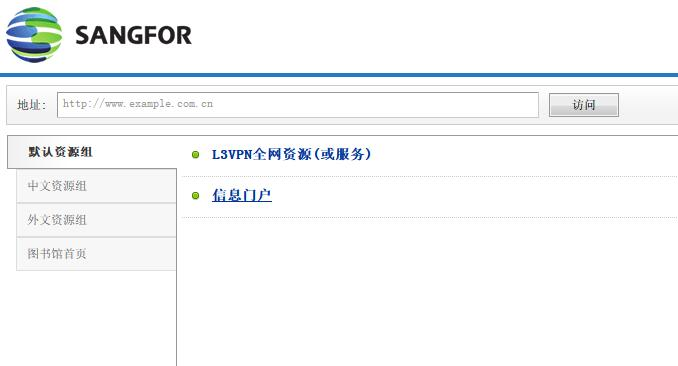 SANGFOR
地址: http://www.example.com.cn 访问
默认资源组
L3VPN全网资源(或服务)
中文资源组
信息门户
外文资源组
图书馆首页